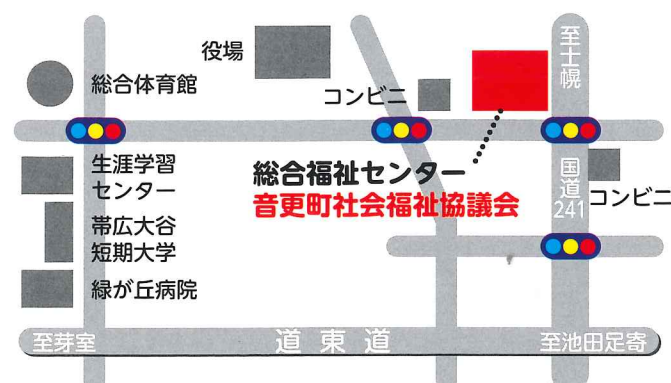 役場
総合体育館
コンビニ
至士幌
総合福祉センター
音更町社会福祉協議会
生涯学習
センター
国道
241
コンビニ
帯広大谷
短期大学
緑が丘病院
至芽室
道東道
至池田足寄